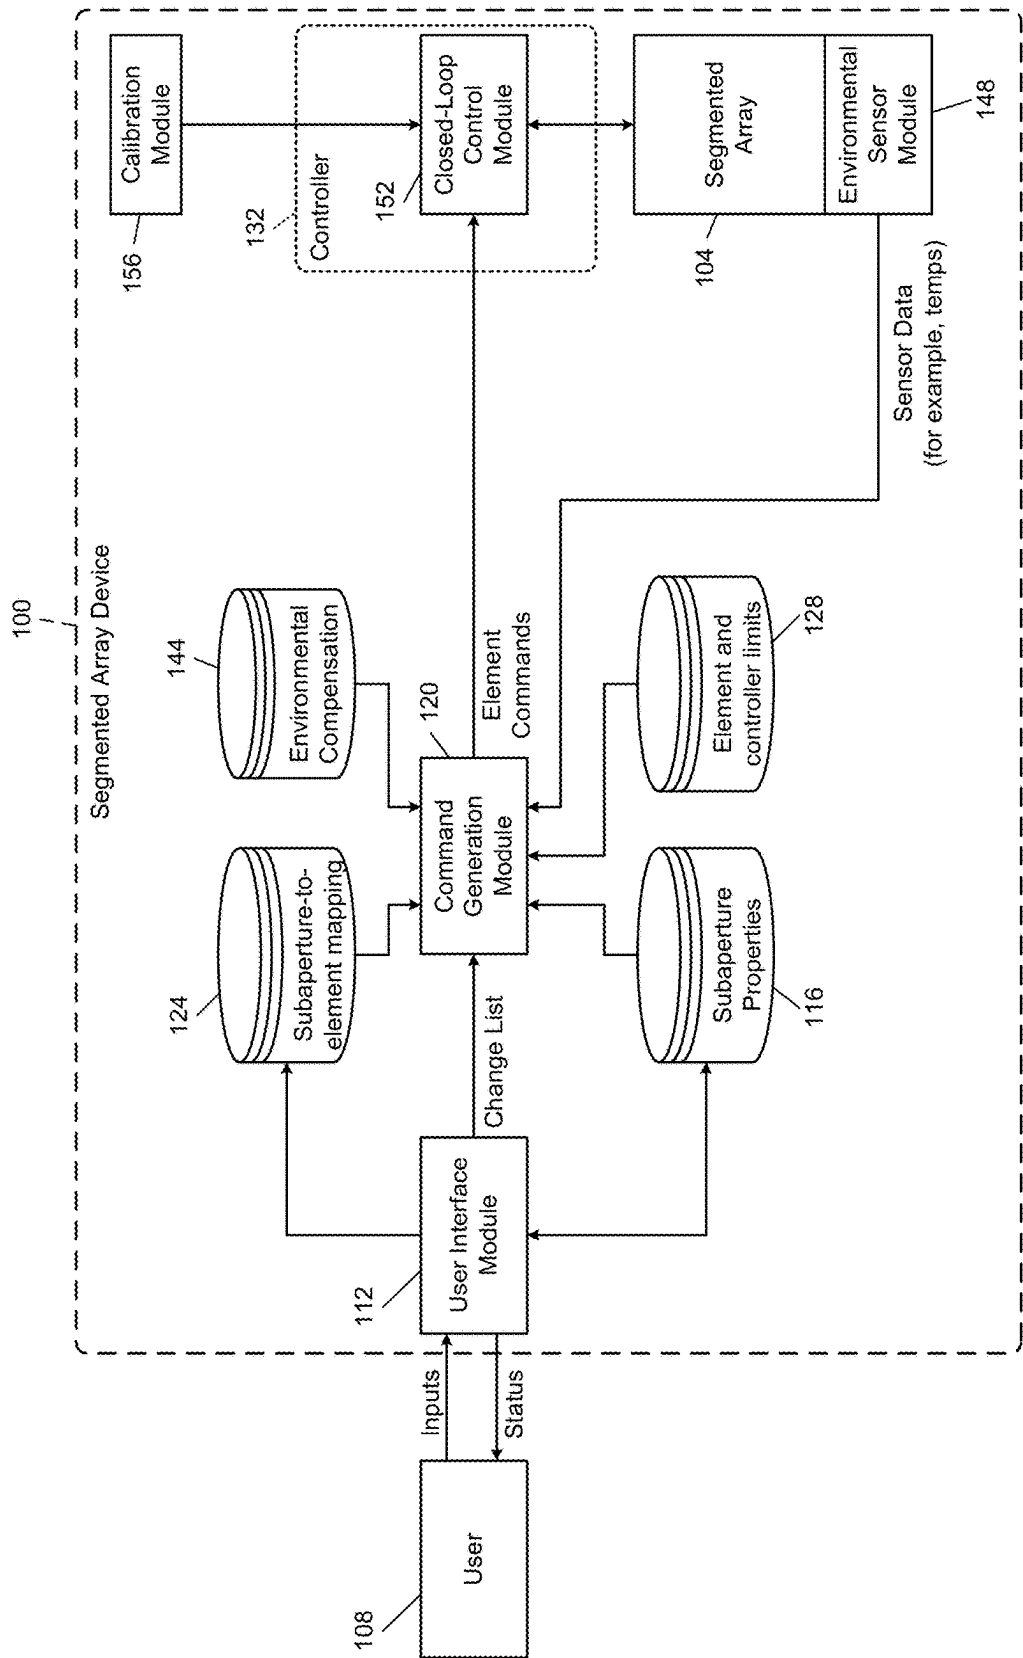 100
Segmented Array Device
108
User
Inputs
Status
112
User Interface
Module
Change List
124
Subaperture-to-
element mapping
144
Environmental
Compensation
120
Command
Generation
Module
Subaperture
Properties
116
Element and
controller limits
128
Element
Commands
Sensor Data
(for example, temps)
156
Calibration
Module
132
Controller
152
Closed-Loop
Control
Module
104
Segmented
Array
Environmental
Sensor
Module
148